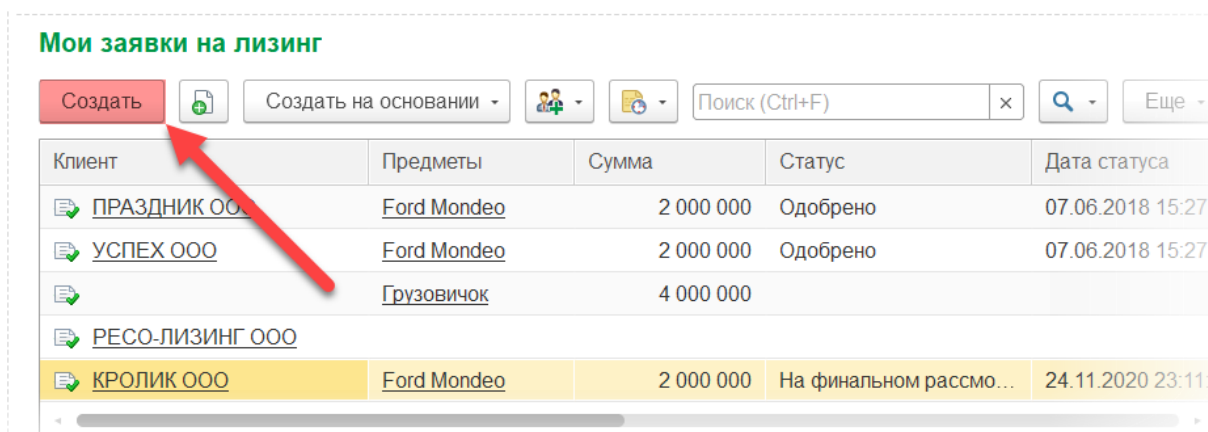 Мои заявки на лизинг
Создать Создать на основании Поиск (Ctrl+F) × Еще
Клиент Предметы Сумма Статус Дата статуса
ПРАЗДНИК ООО Ford Mondeo 2 000 000 Одобрено 07.06.2018 15:27
УСПЕХ ООО Ford Mondeo 2 000 000 Одобрено 07.06.2018 15:27
Грузовичок 4 000 000
РЕСО-ЛИЗИНГ ООО
КРОЛИК ООО Ford Mondeo 2 000 000 На финальном рассмо... 24.11.2020 23:11: